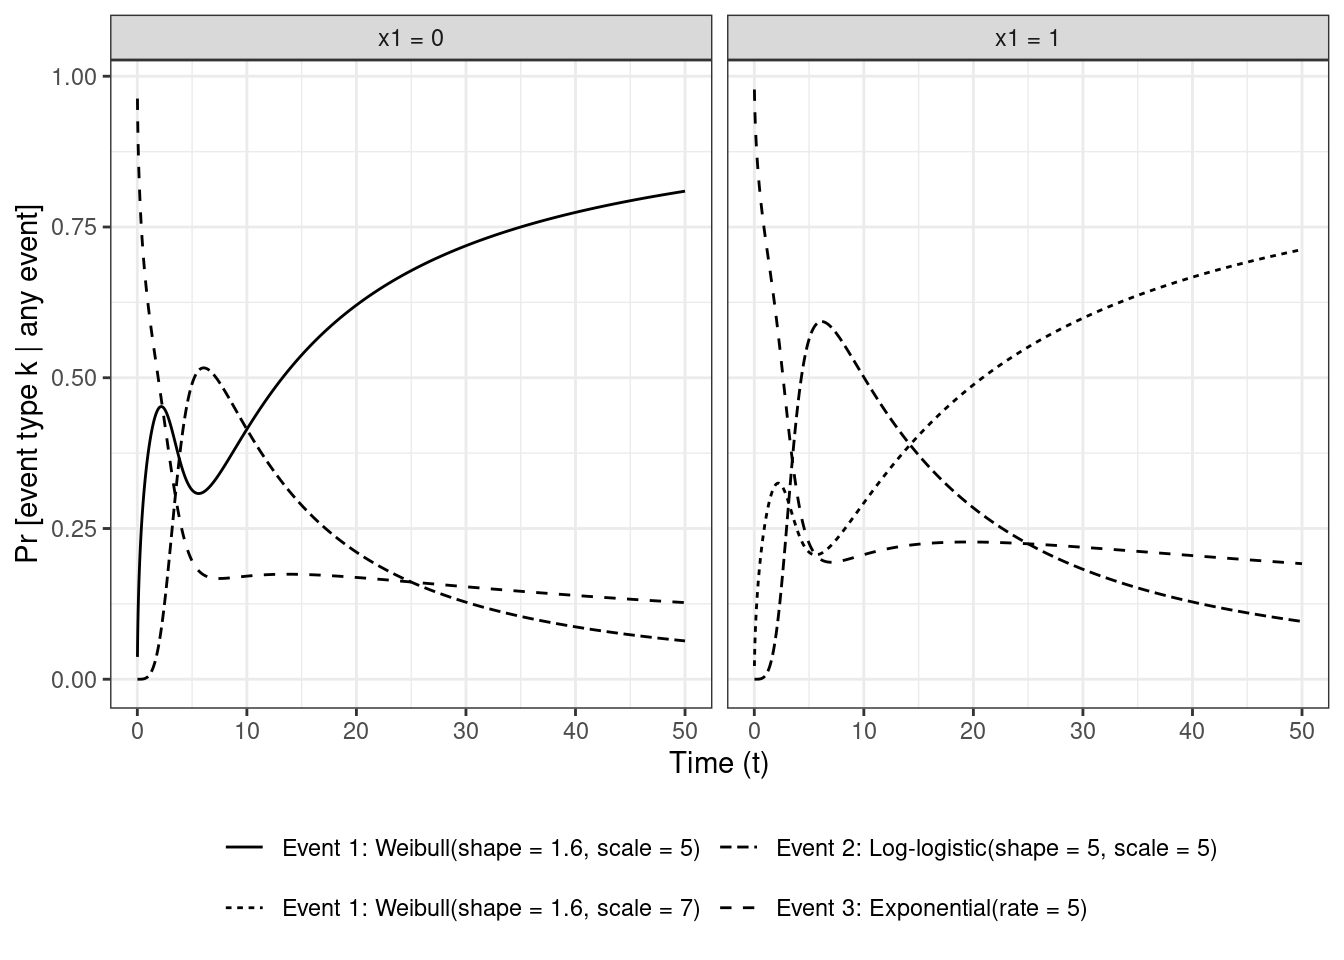 x1 = 0 x1 = 1
1.00
0.75
0.50
0.25
0.00
Pr [event type k | any event]
0 10 20 30 40 50 0 10 20 30 40 50
Time (t)
Event 1: Weibull(shape = 1.6, scale = 5) Event 2: Log-logistic(shape = 5, scale = 5)
Event 1: Weibull(shape = 1.6, scale = 7) Event 3: Exponential(rate = 5)